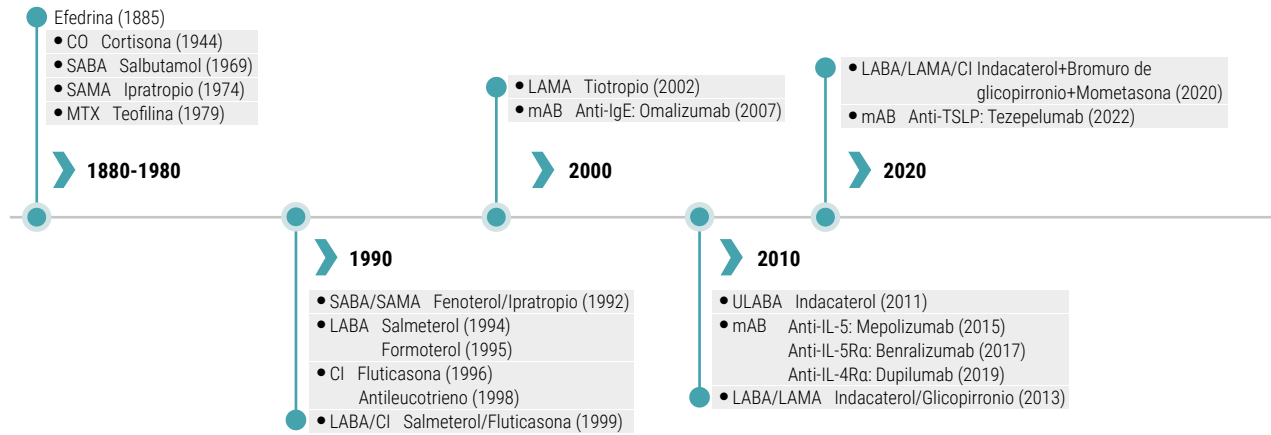 Efedrina (1885)
• CO Cortisona (1944)
• SABA Salbutamol (1969)
• SAMA Ipratropio (1974)
• MTX Teofilina (1979)
1880-1980
• SABA/SAMA Fenoterol/Ipratropio (1992)
• LABA Salmeterol (1994)
Formoterol (1995)
• CI Fluticasona (1996)
Antileucotrieno (1998)
• LABA/CI Salmeterol/Fluticasona (1999)
1990
• LAMA Tiotropio (2002)
• mAB Anti-IgE: Omalizumab (2007)
2000
2010
• ULABA Indacaterol (2011)
• mAB Anti-IL-5: Mepolizumab (2015)
Anti-IL-5Rα: Benralizumab (2017)
Anti-IL-4Rα: Dupilumab (2019)
• LABA/LAMA Indacaterol/Glicopirronio (2013)
• LABA/LAMA/CI Indacaterol+Bromuro de
glicopirronio+Mometasona (2020)
• mAB Anti-TSLP: Tezepelumab (2022)
2020